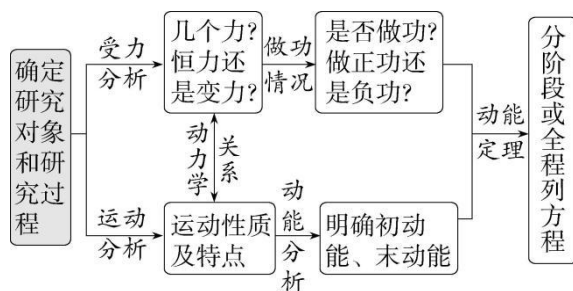 确定
研究
对象
和研
究过
程
受力
分析
几个力?
恒力还
是变力?
做功
情况
是否做功?
做正功还
是负功?
动力学
关系
运动
分析
运动性质
及特点
动能
分析
明确初动
能、末动能
动能
定理
分阶段或
全程列方程